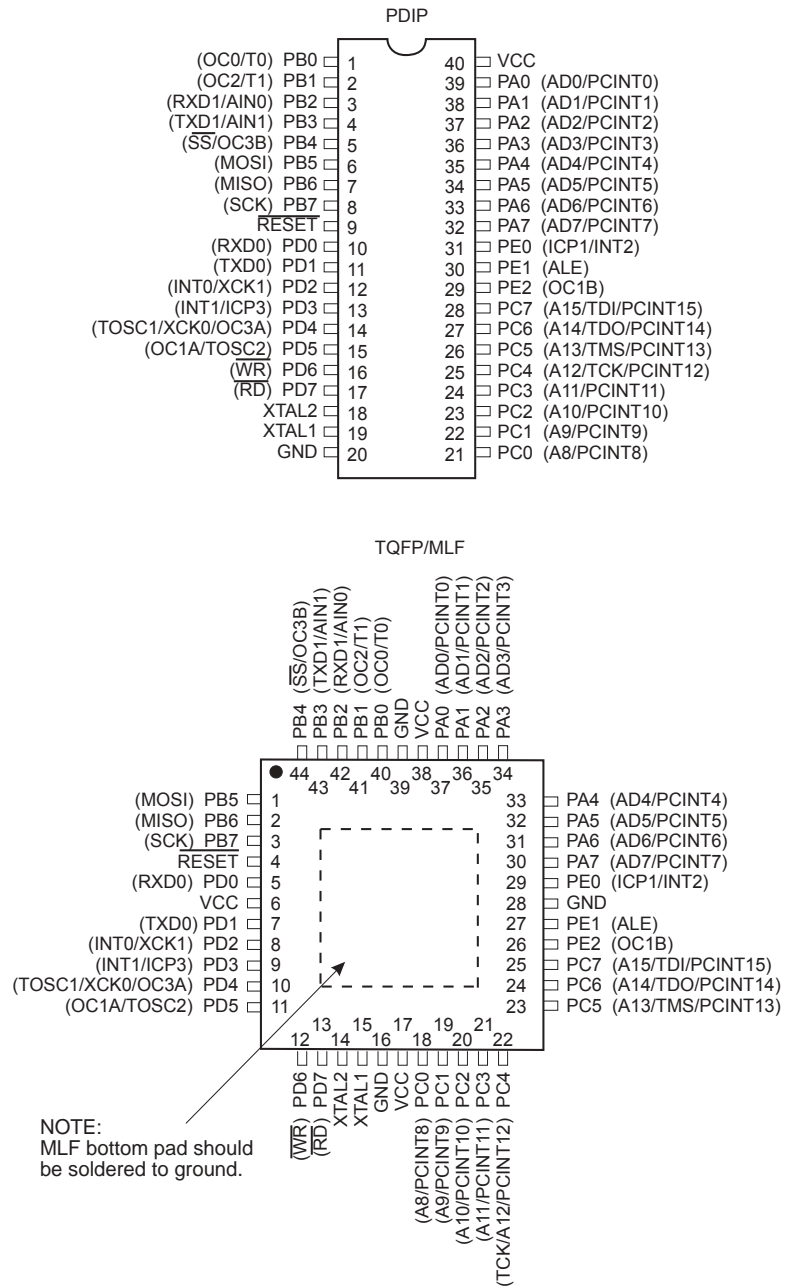 PDIP
(OC0/T0) PB0 1 40 VCC
(OC2/T1) PB1 2 39 PA0 (AD0/PCINT0)
(RXD1/AIN0) PB2 3 38 PA1 (AD1/PCINT1)
(TXD1/AIN1) PB3 4 37 PA2 (AD2/PCINT2)
(SS/OC3B) PB4 5 36 PA3 (AD3/PCINT3)
(MOSI) PB5 6 35 PA4 (AD4/PCINT4)
(MISO) PB6 7 34 PA5 (AD5/PCINT5)
(SCK) PB7 8 33 PA6 (AD6/PCINT6)
RESET 9 32 PA7 (AD7/PCINT7)
(RXD0) PD0 10 31 PE0 (ICP1/INT2)
(TXD0) PD1 11 30 PE1 (ALE)
(INT0/XCK1) PD2 12 29 PE2 (OC1B)
(INT1/ICP3) PD3 13 28 PC7 (A15/TDI/PCINT15)
(TOSC1/XCK0/OC3A) PD4 14 27 PC6 (A14/TDO/PCINT14)
(OC1A/TOSC2) PD5 15 26 PC5 (A13/TMS/PCINT13)
(WR) PD6 16 25 PC4 (A12/TCK/PCINT12)
(RD) PD7 17 24 PC3 (A11/PCINT11)
XTAL2 18 23 PC2 (A10/PCINT10)
XTAL1 19 22 PC1 (A9/PCINT9)
GND 20 21 PC0 (A8/PCINT8)
TQFP/MLF
PB4 (SS/OC3B)
PB3 (TXD1/AIN1)
PB2 (RXD1/AIN0)
PB1 (OC2/T1)
PB0 (OC0/T0)
GND
VCC
PA0 (AD0/PCINT0)
PA1 (AD1/PCINT1)
PA2 (AD2/PCINT2)
PA3 (AD3/PCINT3)
44 42 40 38 36 34
43 41 39 37 35
(MOSI) PB5 1 33 PA4 (AD4/PCINT4)
(MISO) PB6 2 32 PA5 (AD5/PCINT5)
(SCK) PB7 3 31 PA6 (AD6/PCINT6)
RESET 4 30 PA7 (AD7/PCINT7)
(RXD0) PD0 5 29 PE0 (ICP1/INT2)
VCC 6 28 GND
(TXD0) PD1 7 27 PE1 (ALE)
(INT0/XCK1) PD2 8 26 PE2 (OC1B)
(INT1/ICP3) PD3 9 25 PC7 (A15/TDI/PCINT15)
(TOSC1/XCK0/OC3A) PD4 10 24 PC6 (A14/TDO/PCINT14)
(OC1A/TOSC2) PD5 11 23 PC5 (A13/TMS/PCINT13)
13 15 17 19 21
12 14 16 18 20 22
(WR) PD6
(RD) PD7
XTAL2
XTAL1
GND
VCC
(A8/PCINT8) PC0
(A9/PCINT9) PC1
(A10/PCINT10) PC2
(A11/PCINT11) PC3
(TCK/A12/PCINT12) PC4
NOTE:
MLF bottom pad should
be soldered to ground.